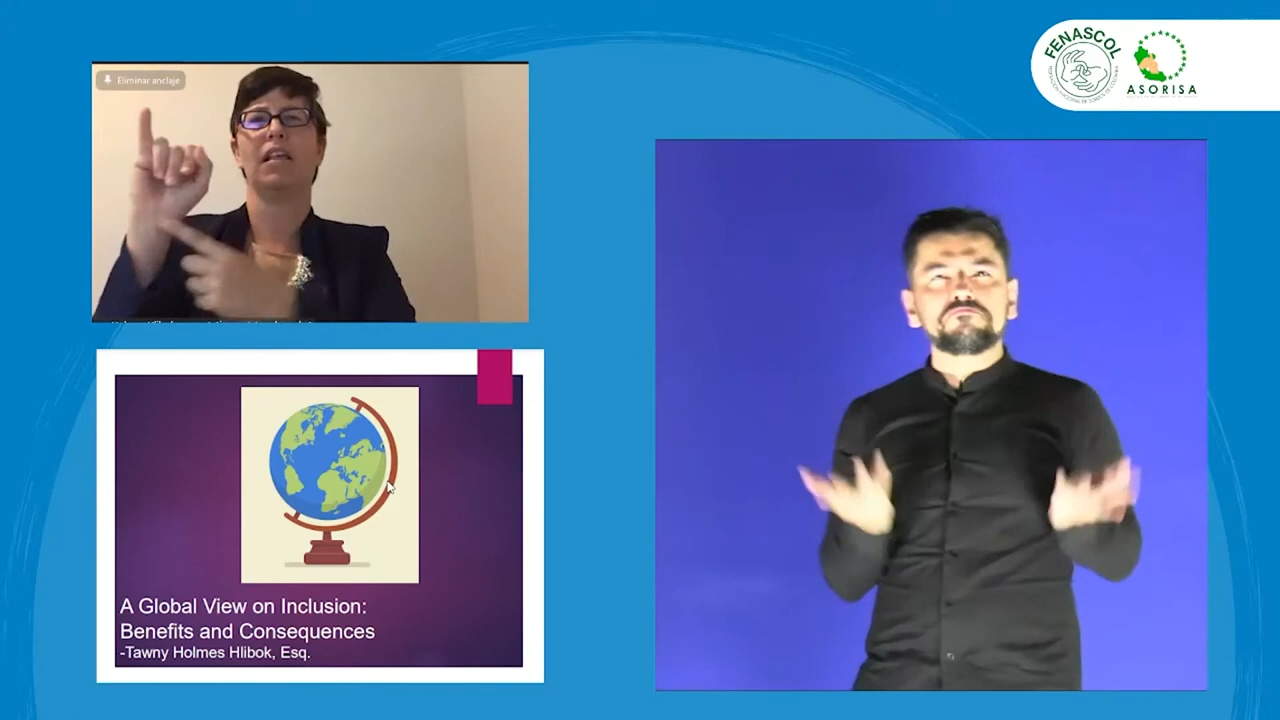 Eliminar anclaje
FENASCOL
ASORISA
A Global View on Inclusion:
Benefits and Consequences
-Tawny Holmes Hlibok, Esq.